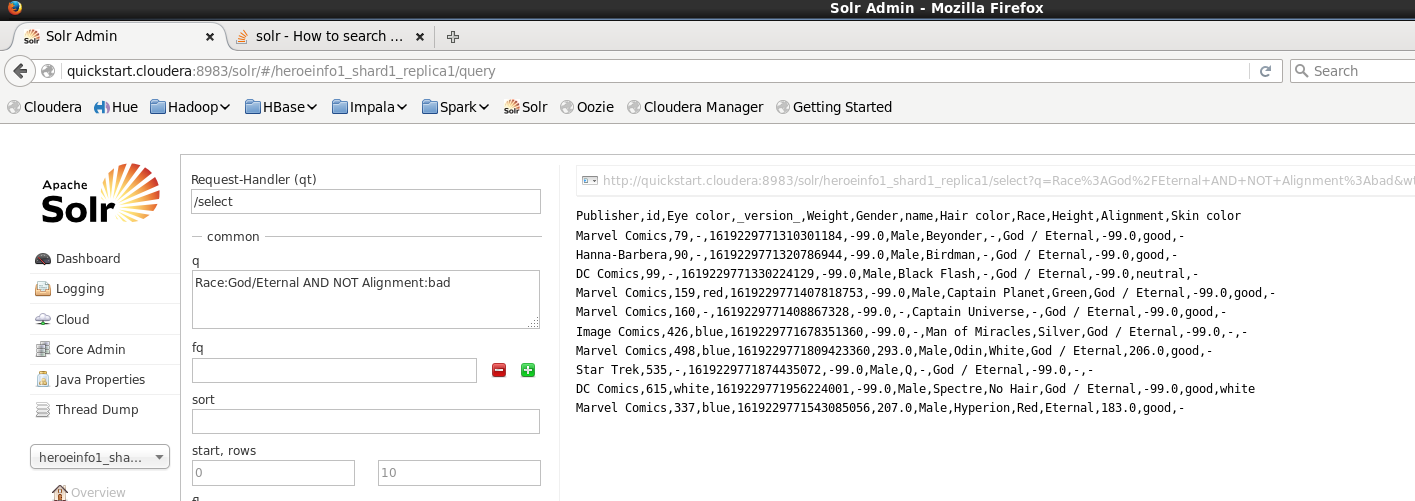 Solr Admin - Mozilla Firefox
Solr Admin
solr - How to search ...
quickstart.cloudera:8983/solr/#/heroeinfo1_shard1_replica1/query
Search
Cloudera Hue Hadoop HBase Impala Spark Solr Oozie Cloudera Manager Getting Started
Apache
Solr
Dashboard
Logging
Cloud
Core Admin
Java Properties
Thread Dump
heroeinfo1_sha...
Overview
Request-Handler (qt)
/select
common
q
Race:God/Eternal AND NOT Alignment:bad
fq
sort
start, rows
0
10
http://quickstart.cloudera:8983/solr/heroeinfo1_shard1_replica1/select?q=Race%3AGod%2FEternal+AND+NOT+Alignment%3Abad&wt
Publisher,id,Eye color,_version_,Weight,Gender,name,Hair color,Race,Height,Alignment,Skin color
Marvel Comics,79,-,1619229771310301184,-99.0,Male,Beyonder,-,God / Eternal,-99.0,good,-
Hanna-Barbera,90,-,1619229771320786944,-99.0,Male,Birdman,-,God / Eternal,-99.0,good,-
DC Comics,99,-,1619229771330224129,-99.0,Male,Black Flash,-,God / Eternal,-99.0,neutral,-
Marvel Comics,159,red,1619229771407818753,-99.0,Male,Captain Planet,Green,God / Eternal,-99.0,good,-
Marvel Comics,160,-,1619229771408867328,-99.0,-,Captain Universe,-,God / Eternal,-99.0,good,-
Image Comics,426,blue,1619229771678351360,-99.0,-,Man of Miracles,Silver,God / Eternal,-99.0,-,-
Marvel Comics,498,blue,1619229771809423360,293.0,Male,Odin,White,God / Eternal,206.0,good,-
Star Trek,535,-,1619229771874435072,-99.0,Male,Q,-,God / Eternal,-99.0,-,-
DC Comics,615,white,1619229771956224001,-99.0,Male,Spectre,No Hair,God / Eternal,-99.0,good,white
Marvel Comics,337,blue,1619229771543085056,207.0,Male,Hyperion,Red,Eternal,183.0,good,-